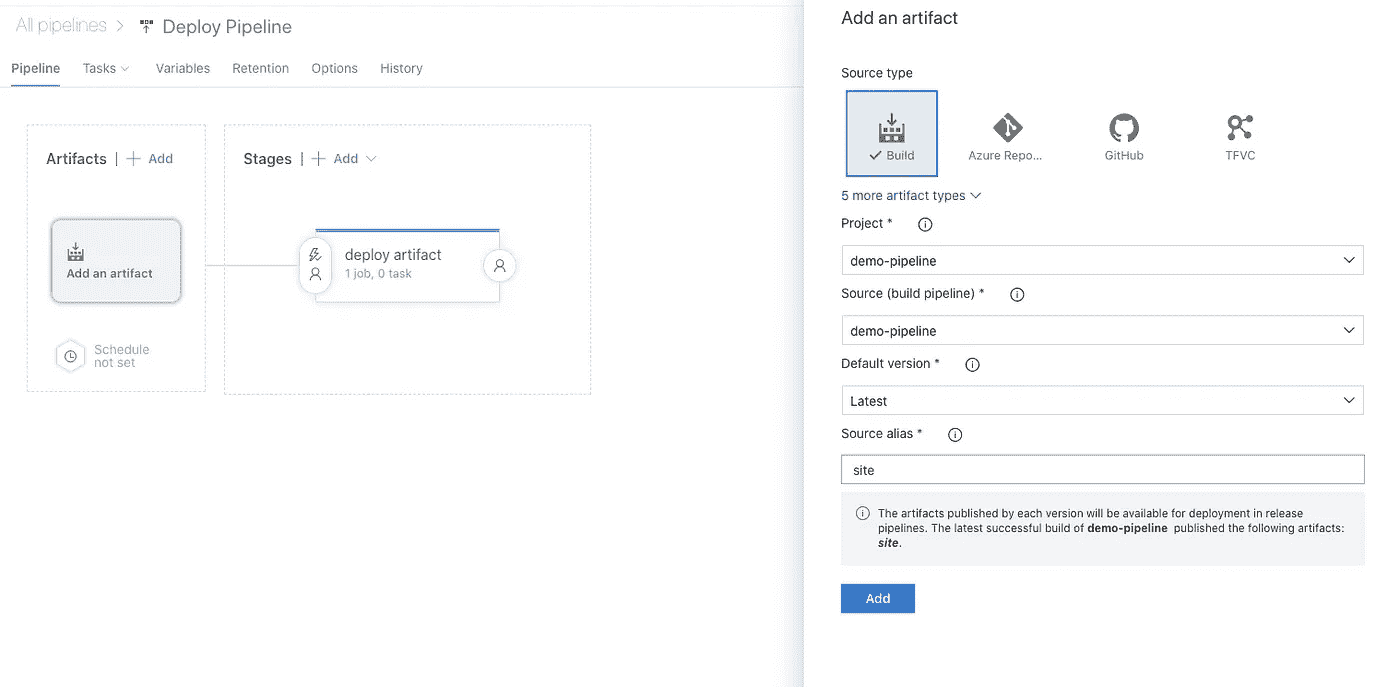 All pipelines > Deploy Pipeline
Pipeline Tasks Variables Retention Options History
Artifacts | + Add
Stages | + Add
Add an artifact
Schedule
not set
deploy artifact
1 job, 0 task
Add an artifact
Source type
Build
Azure Repo...
GitHub
TFVC
5 more artifact types
Project *
demo-pipeline
Source (build pipeline) *
demo-pipeline
Default version *
Latest
Source alias *
site
The artifacts published by each version will be available for deployment in release
pipelines. The latest successful build of demo-pipeline published the following artifacts:
site.
Add